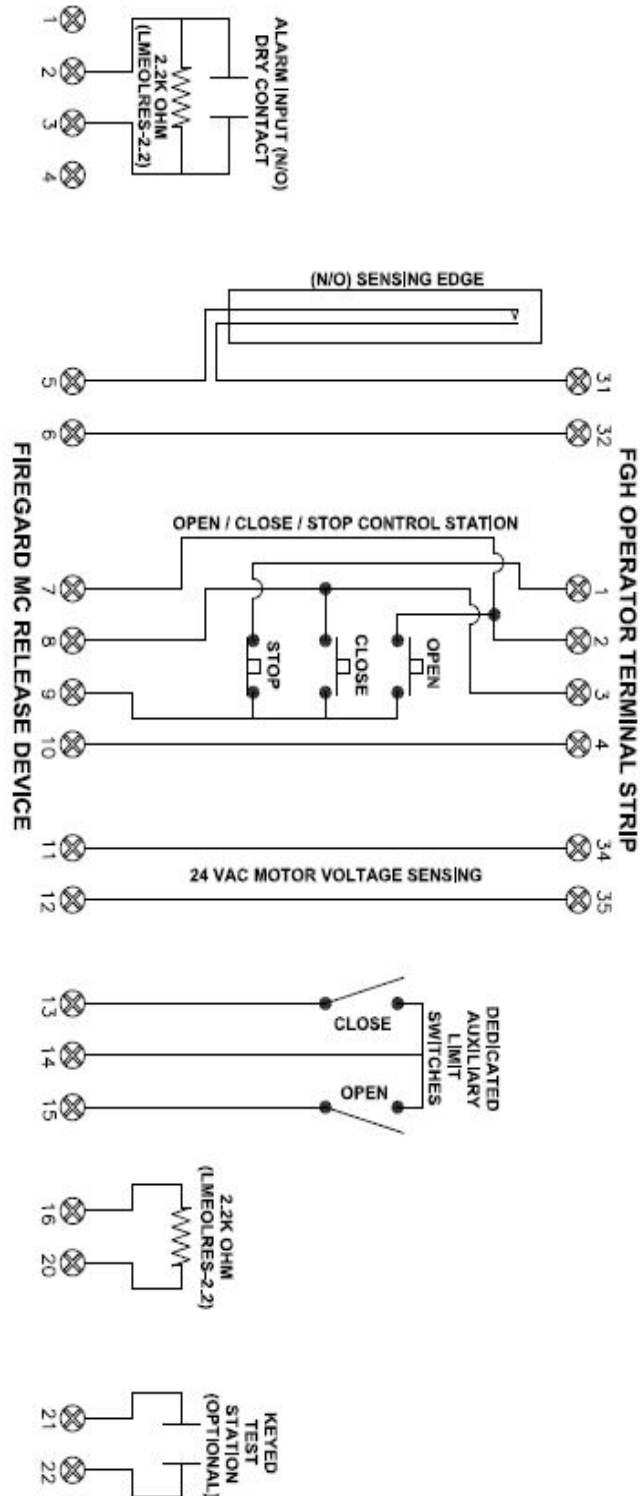 ALARM INPUT (N/O)
DRY CONTACT
2.2K OHM
(LMEOLRES-2.2)
1
2
3
4
(N/O) SENSING EDGE
5
6
31
32
FGH OPERATOR TERMINAL STRIP
OPEN / CLOSE / STOP CONTROL STATION
OPEN
CLOSE
STOP
7
8
9
10
1
2
3
4
FIREGARD MC RELEASE DEVICE
11
12
34
35
24 VAC MOTOR VOLTAGE SENSING
DEDICATED
AUXILIARY
LIMIT
SWITCHES
CLOSE
OPEN
13
14
15
2.2K OHM
(LMEOLRES-2.2)
16
20
KEYED
TEST
STATION
(OPTIONAL)
21
22